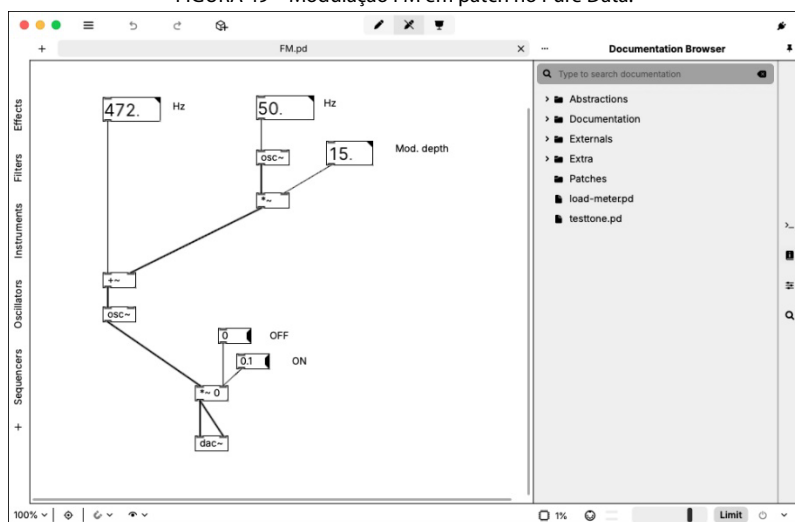 FIGURA 49 – Modulação FM em patch no Pure Data.
FM.pd
Documentation Browser
Type to search documentation
Effects
Filters
Instruments
Oscillators
Sequencers
472.
Hz
50.
Hz
osc~
15.
Mod. depth
*~
+~
osc~
0
OFF
0.1
ON
*~ 0
dac~
Abstractions
Documentation
Externals
Extra
Patches
load-meter.pd
testtone.pd
100%
1%
Limit